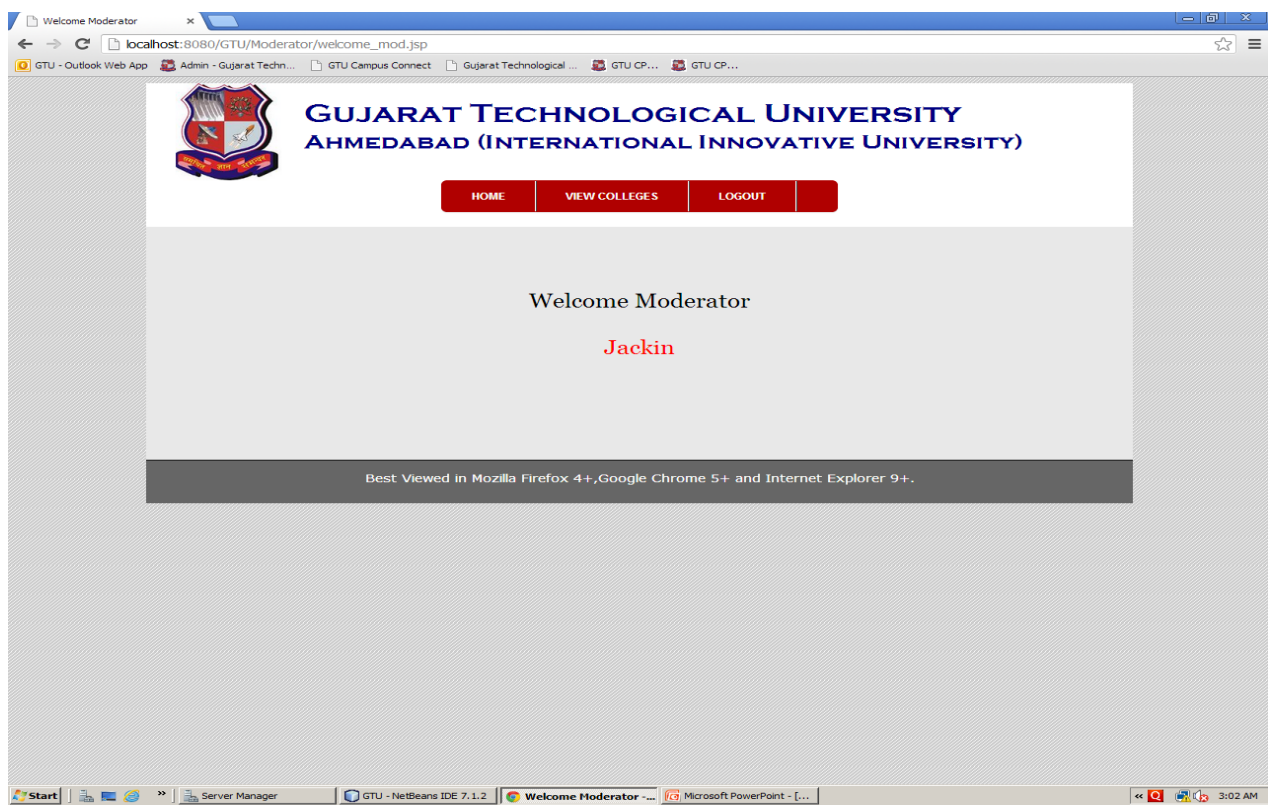 Welcome Moderator
localhost:8080/GTU/Moderator/welcome_mod.jsp
GTU - Outlook Web App Admin - Gujarat Techn... GTU Campus Connect Gujarat Technological ... GTU CP... GTU CP...
GUJARAT TECHNOLOGICAL UNIVERSITY
AHMEDABAD (INTERNATIONAL INNOVATIVE UNIVERSITY)
HOME VIEW COLLEGES LOGOUT
Welcome Moderator
Jackin
Best Viewed in Mozilla Firefox 4+,Google Chrome 5+ and Internet Explorer 9+.
Start Server Manager GTU - NetBeans IDE 7.1.2 Welcome Moderator -... Microsoft PowerPoint - [... 3:02 AM